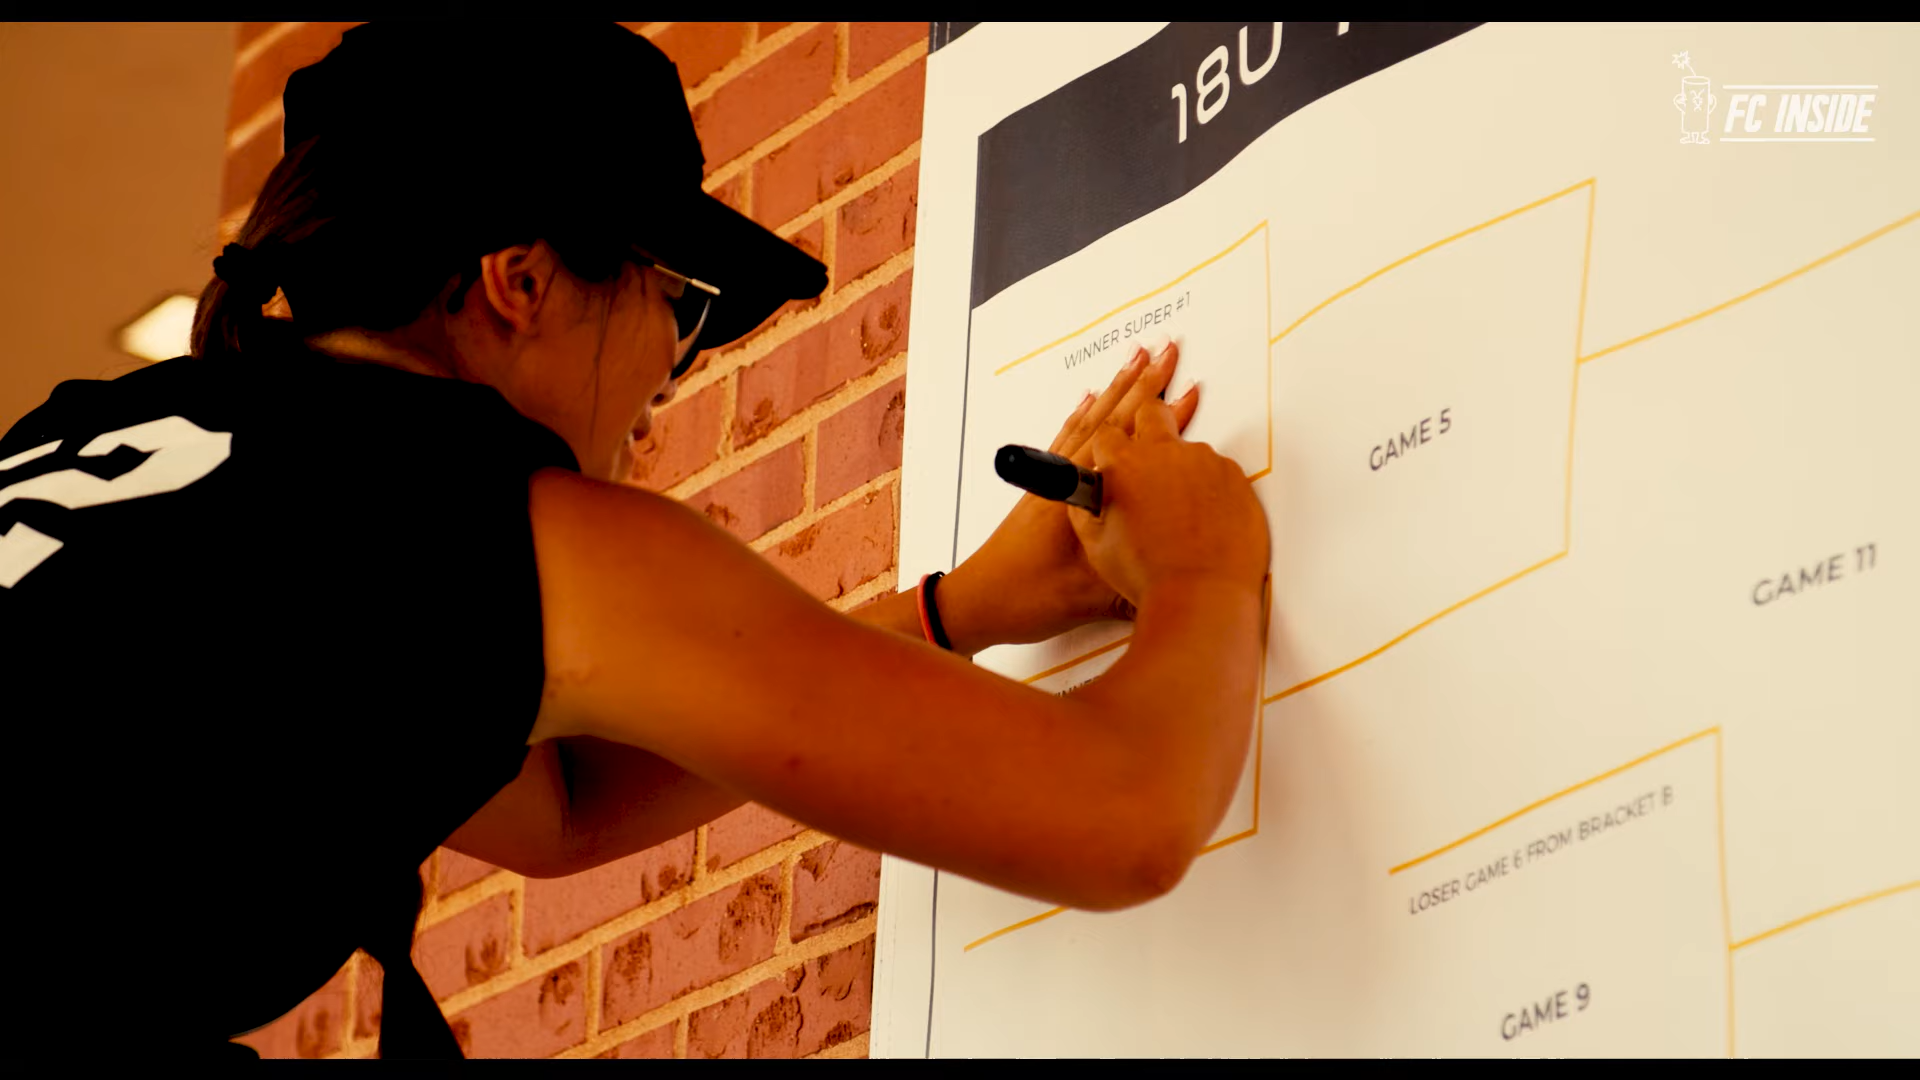 18U
FC INSIDE
WINNER SUPER #1
GAME 5
GAME 11
LOSER GAME 6 FROM BRACKET B
GAME 9